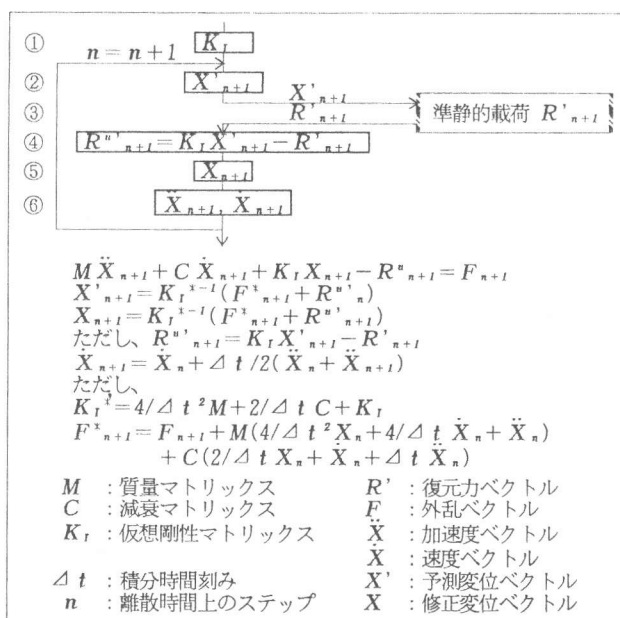 ① K_I
n=n+1
② X'_{n+1}
X'_{n+1}
③ R'_{n+1}
準静的載荷 R'_{n+1}
④ R^{u'}_{n+1}=K_I X'_{n+1}-R'_{n+1}
⑤ X_{n+1}
⑥ Ẍ_{n+1}, Ẋ_{n+1}
MẌ_{n+1}+CẊ_{n+1}+K_I X_{n+1}-R^u_{n+1}=F_{n+1}
X'_{n+1}=K_I^{*-1}(F^*_{n+1}+R^{u'}_n)
X_{n+1}=K_I^{*-1}(F^*_{n+1}+R^{u'}_{n+1})
ただし、R^{u'}_{n+1}=K_I X'_{n+1}-R'_{n+1}
Ẋ_{n+1}=Ẋ_n+Δt/2(Ẍ_n+Ẍ_{n+1})
ただし、
K_I^*=4/Δt²M+2/Δt C+K_I
F^*_{n+1}=F_{n+1}+M(4/Δt²X_n+4/Δt Ẋ_n+Ẍ_n)
+C(2/Δt X_n+Ẋ_n+Δt Ẍ_n)
M :質量マトリックス R' :復元力ベクトル
C :減衰マトリックス F :外乱ベクトル
K_I :仮想剛性マトリックス Ẍ :加速度ベクトル
Ẋ :速度ベクトル
Δt :積分時間刻み X' :予測変位ベクトル
n :離散時間上のステップ X :修正変位ベクトル